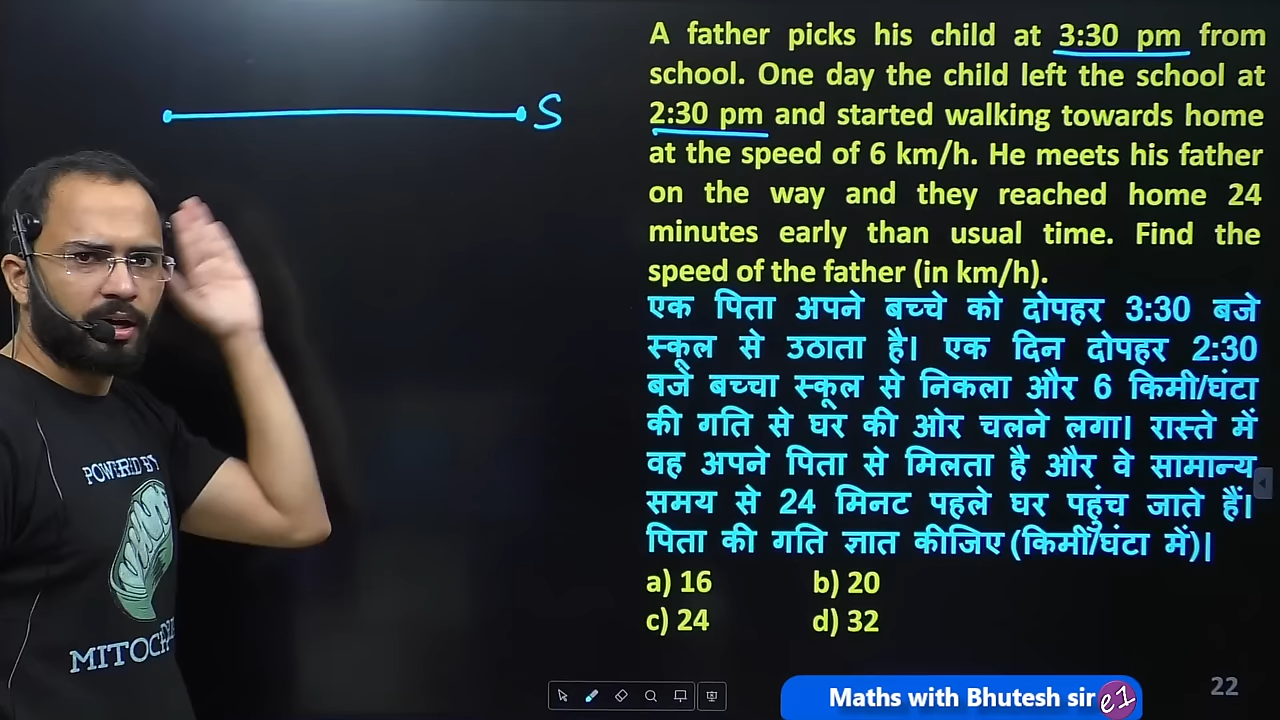 A father picks his child at 3:30 pm from
school. One day the child left the school at
2:30 pm and started walking towards home
at the speed of 6 km/h. He meets his father
on the way and they reached home 24
minutes early than usual time. Find the
speed of the father (in km/h).
एक पिता अपने बच्चे को दोपहर 3:30 बजे
स्कूल से उठाता है। एक दिन दोपहर 2:30
बजे बच्चा स्कूल से निकला और 6 किमी/घंटा
की गति से घर की ओर चलने लगा। रास्ते में
वह अपने पिता से मिलता है और वे सामान्य
समय से 24 मिनट पहले घर पहुंच जाते हैं।
पिता की गति ज्ञात कीजिए (किमी/घंटा में)।
a) 16 b) 20
c) 24 d) 32
S
POWERED BY
Maths with Bhutesh sir e1
22